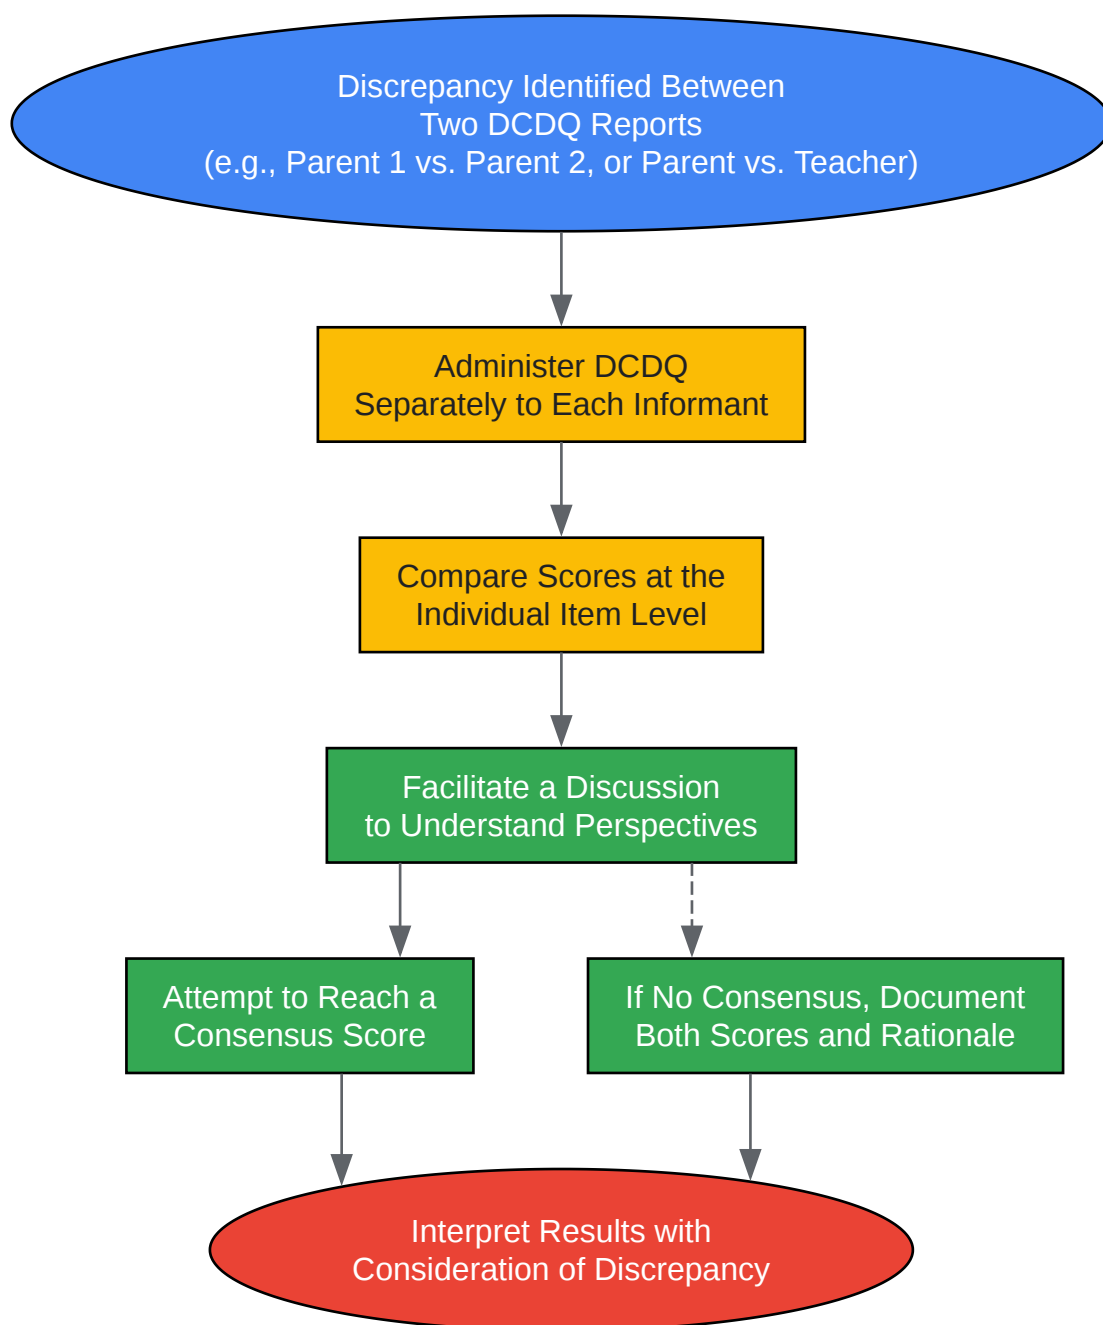 Discrepancy Identified Between
Two DCDQ Reports
(e.g., Parent 1 vs. Parent 2, or Parent vs. Teacher)
Administer DCDQ
Separately to Each Informant
Compare Scores at the
Individual Item Level
Facilitate a Discussion
to Understand Perspectives
Attempt to Reach a
Consensus Score
If No Consensus, Document
Both Scores and Rationale
Interpret Results with
Consideration of Discrepancy